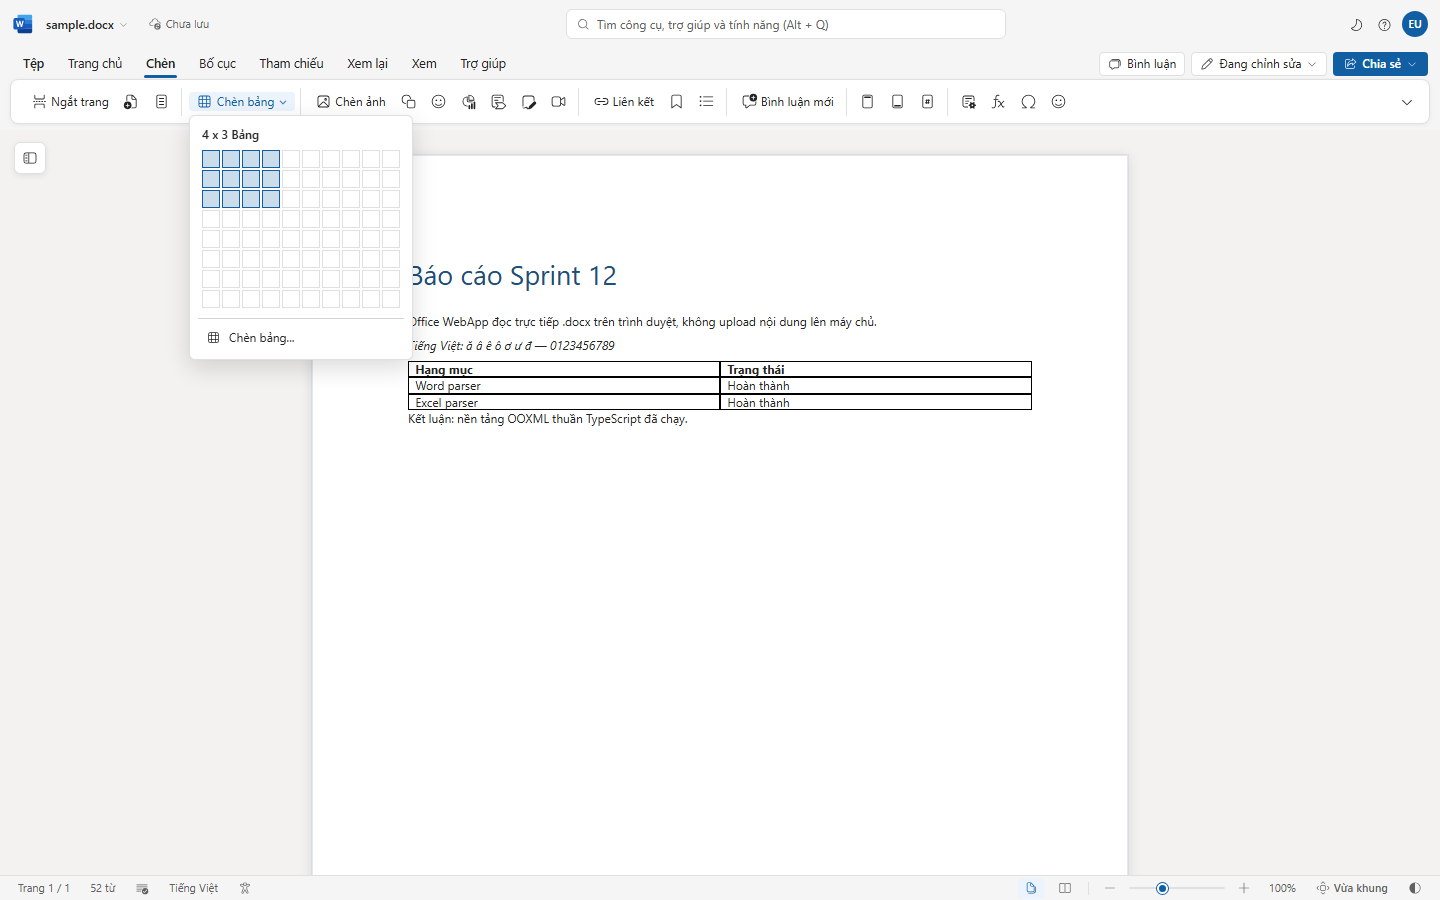 sample.docx
Chưa lưu
Tìm công cụ, trợ giúp và tính năng (Alt + Q)
EU
Tệp
Trang chủ
Chèn
Bố cục
Tham chiếu
Xem lại
Xem
Trợ giúp
Bình luận
Đang chỉnh sửa
Chia sẻ
Ngắt trang
Chèn bảng
Chèn ảnh
Liên kết
Bình luận mới
4 x 3 Bảng
Chèn bảng...
Báo cáo Sprint 12
Office WebApp đọc trực tiếp .docx trên trình duyệt, không upload nội dung lên máy chủ.
Tiếng Việt: ă â ê ô ơ ư đ — 0123456789
Hạng mục Trạng thái
Word parser Hoàn thành
Excel parser Hoàn thành
Kết luận: nền tảng OOXML thuần TypeScript đã chạy.
Trang 1 / 1
52 từ
Tiếng Việt
100%
Vừa khung